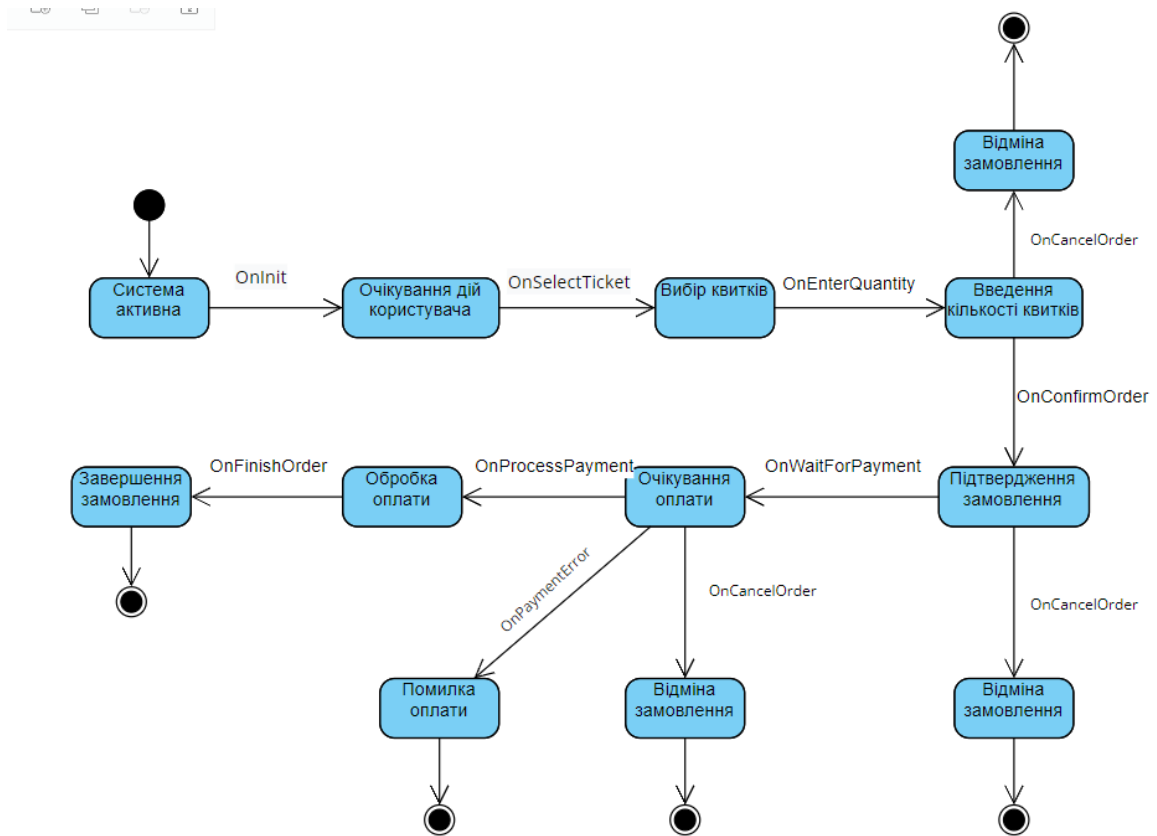 Відміна
замовлення
OnCancelOrder
Система
активна
OnInit
Очікування дій
користувача
OnSelectTicket
Вибір квитків
OnEnterQuantity
Введення
кількості квитків
OnConfirmOrder
Завершення
замовлення
OnFinishOrder
Обробка
оплати
OnProcessPayment
Очікування
оплати
OnWaitForPayment
Підтвердження
замовлення
OnPaymentError
OnCancelOrder
OnCancelOrder
Помилка
оплати
Відміна
замовлення
Відміна
замовлення